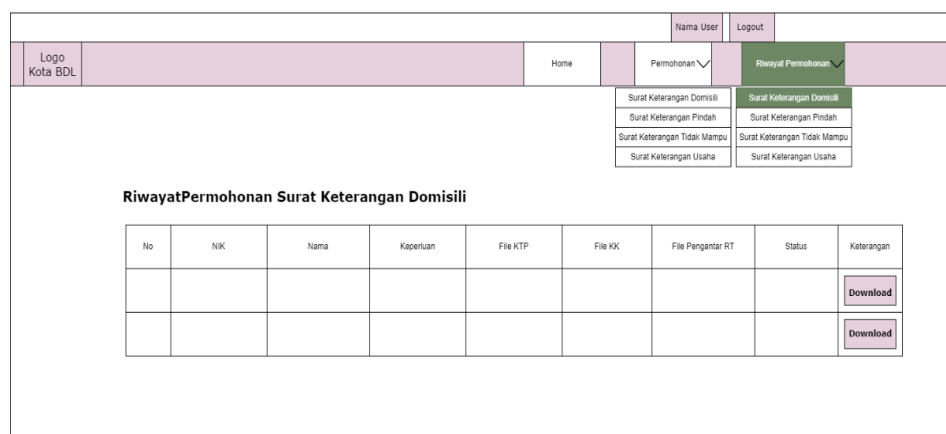 Nama User Logout
Logo
Kota BDL
Home Permohonan Riwayat Permohonan
Surat Keterangan Domisili Surat Keterangan Domisili
Surat Keterangan Pindah Surat Keterangan Pindah
Surat Keterangan Tidak Mampu Surat Keterangan Tidak Mampu
Surat Keterangan Usaha Surat Keterangan Usaha
RiwayatPermohonan Surat Keterangan Domisili
No NIK Nama Keperluan File KTP File KK File Pengantar RT Status Keterangan
Download
Download